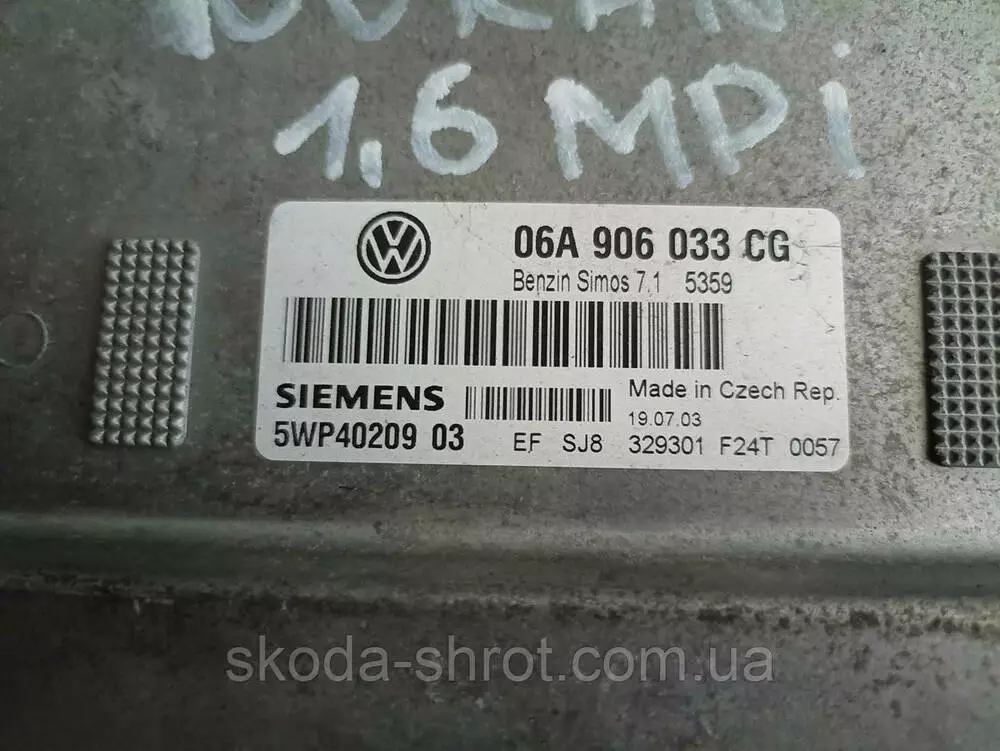 1,6 MPi
06A 906 033 CG
Benzin Simos 7.1 5359
SIEMENS
Made in Czech Rep.
19.07.03
5WP40209 03
EF SJ8 329301 F24T 0057
skoda-shrot.com.ua